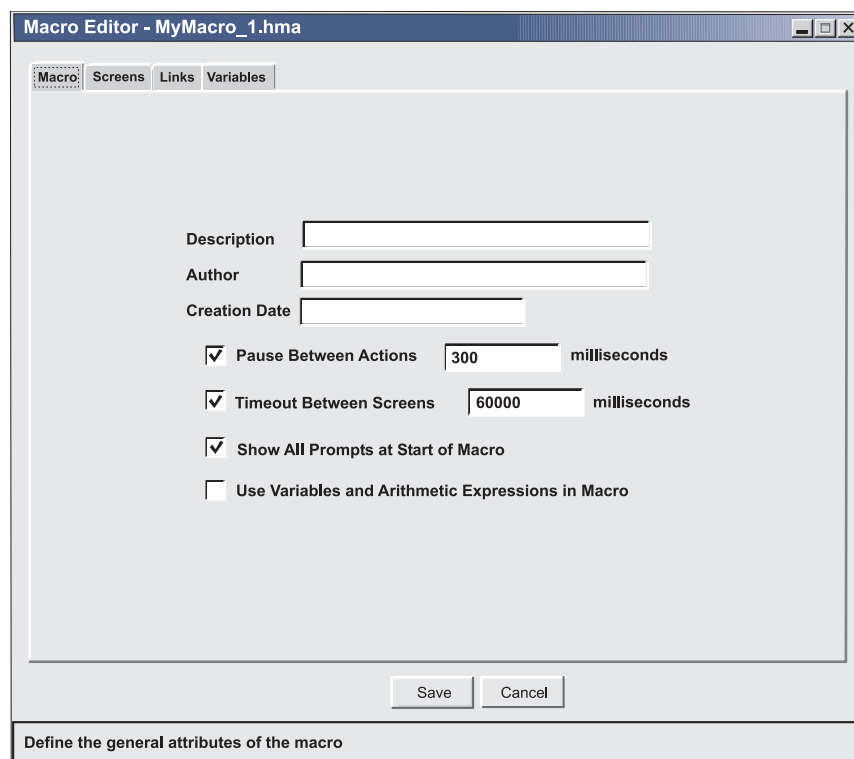 Macro Editor - MyMacro_1.hma
Macro Screens Links Variables
Description
Author
Creation Date
Pause Between Actions 300 milliseconds
Timeout Between Screens 60000 milliseconds
Show All Prompts at Start of Macro
Use Variables and Arithmetic Expressions in Macro
Save Cancel
Define the general attributes of the macro